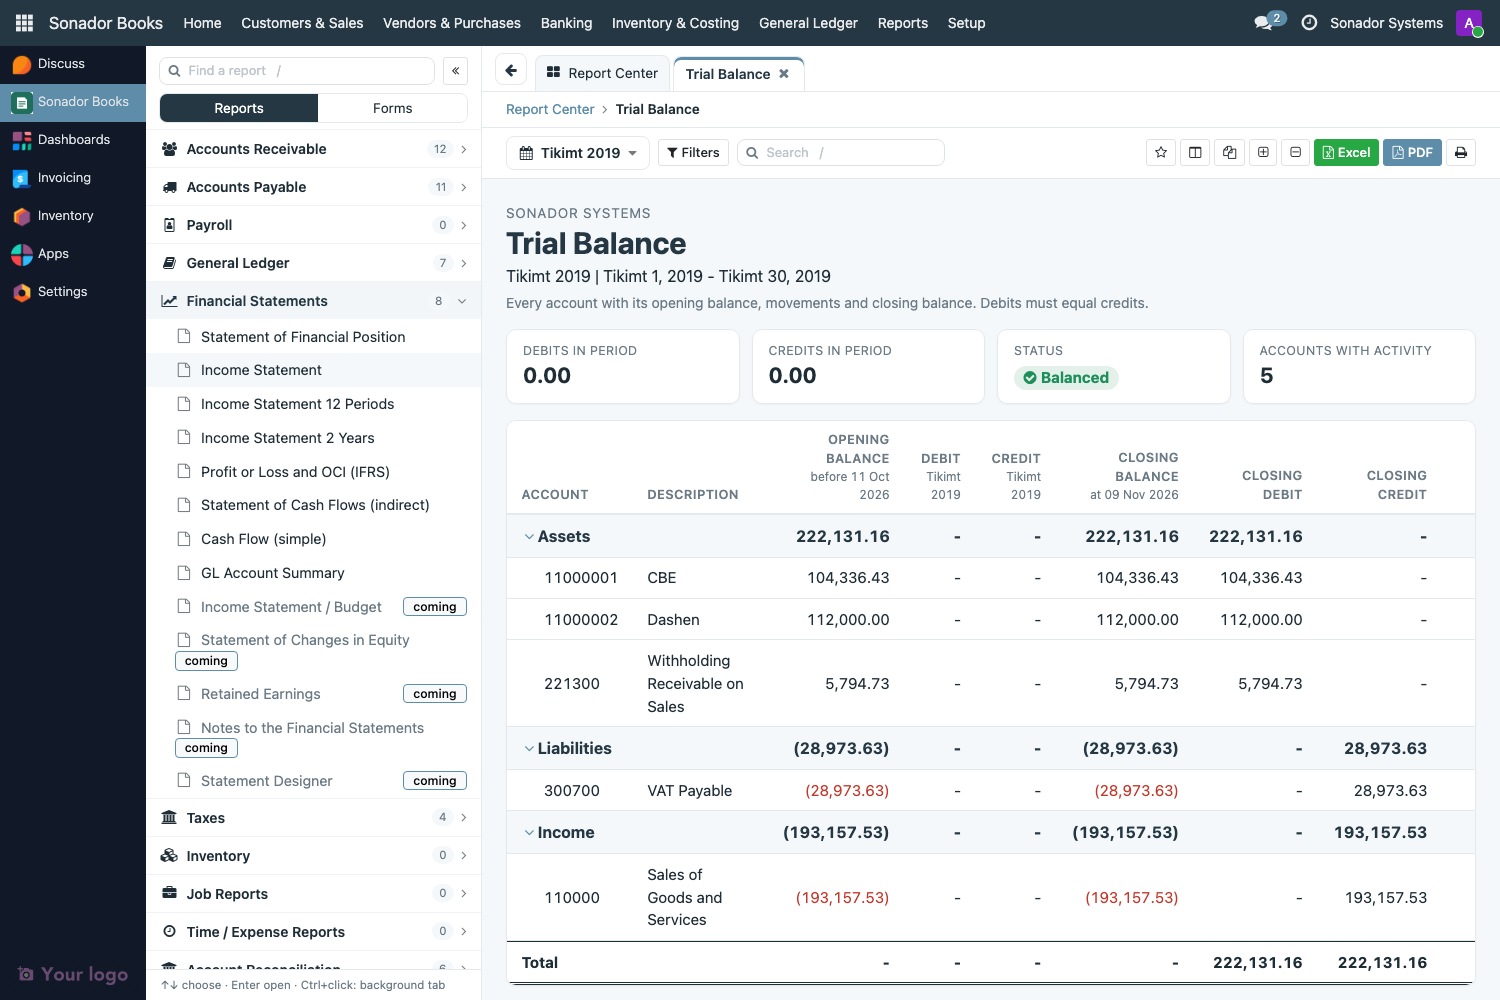 Sonador Books
Home
Customers & Sales
Vendors & Purchases
Banking
Inventory & Costing
General Ledger
Reports
Setup
2
Sonador Systems
A
Discuss
Sonador Books
Dashboards
Invoicing
Inventory
Apps
Settings
Your logo
Find a report /
«
Reports
Forms
Accounts Receivable 12
Accounts Payable 11
Payroll 0
General Ledger 7
Financial Statements 8
Statement of Financial Position
Income Statement
Income Statement 12 Periods
Income Statement 2 Years
Profit or Loss and OCI (IFRS)
Statement of Cash Flows (indirect)
Cash Flow (simple)
GL Account Summary
Income Statement / Budget coming
Statement of Changes in Equity
coming
Retained Earnings coming
Notes to the Financial Statements
coming
Statement Designer coming
Taxes 4
Inventory 0
Job Reports 0
Time / Expense Reports 0
Account Reconciliation 6
↑↓ choose · Enter open · Ctrl+click: background tab
Report Center
Trial Balance ×
Report Center > Trial Balance
Tikimt 2019
Filters
Search /
Excel
PDF
SONADOR SYSTEMS
Trial Balance
Tikimt 2019 | Tikimt 1, 2019 - Tikimt 30, 2019
Every account with its opening balance, movements and closing balance. Debits must equal credits.
DEBITS IN PERIOD
0.00
CREDITS IN PERIOD
0.00
STATUS
Balanced
ACCOUNTS WITH ACTIVITY
5
ACCOUNT
DESCRIPTION
OPENING
BALANCE
before 11 Oct
2026
DEBIT
Tikimt
2019
CREDIT
Tikimt
2019
CLOSING
BALANCE
at 09 Nov 2026
CLOSING
DEBIT
CLOSING
CREDIT
Assets 222,131.16 - - 222,131.16 222,131.16 -
11000001 CBE 104,336.43 - - 104,336.43 104,336.43 -
11000002 Dashen 112,000.00 - - 112,000.00 112,000.00 -
221300 Withholding
Receivable on
Sales 5,794.73 - - 5,794.73 5,794.73 -
Liabilities (28,973.63) - - (28,973.63) - 28,973.63
300700 VAT Payable (28,973.63) - - (28,973.63) - 28,973.63
Income (193,157.53) - - (193,157.53) - 193,157.53
110000 Sales of
Goods and
Services (193,157.53) - - (193,157.53) - 193,157.53
Total - - - - 222,131.16 222,131.16